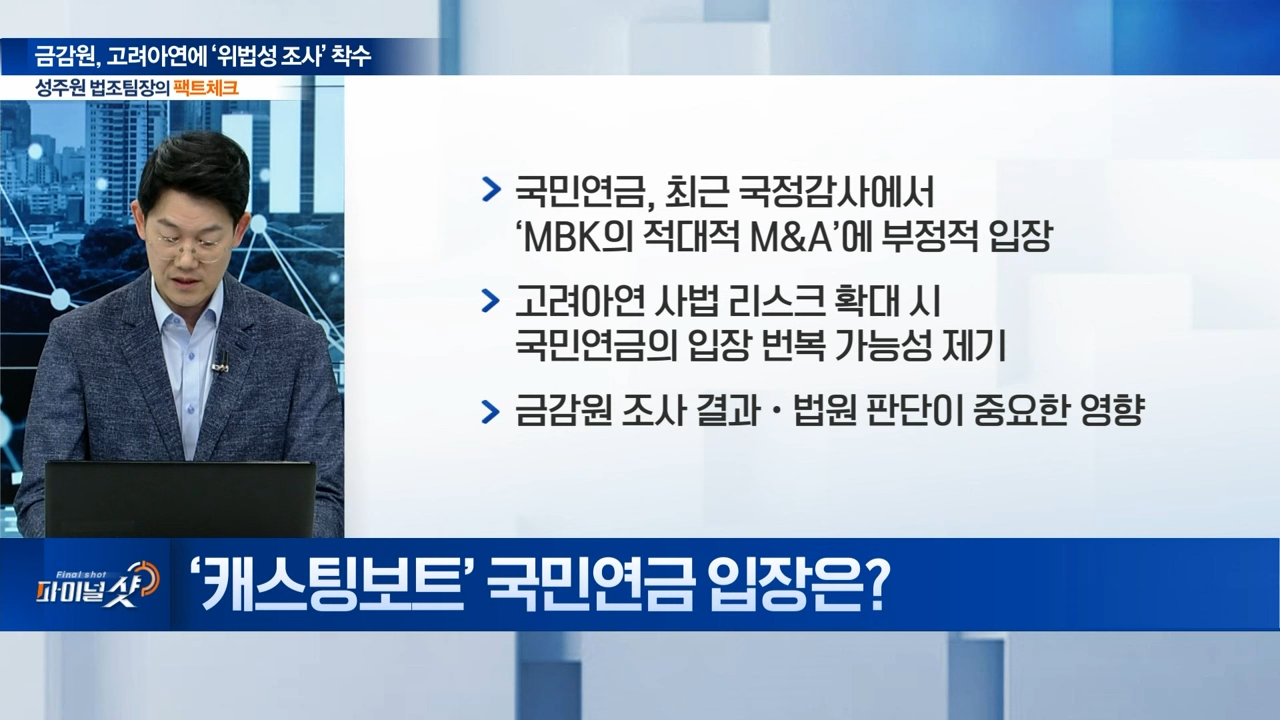 금감원, 고려아연에 ‘위법성 조사’ 착수
성주원 법조팀장의 팩트체크
국민연금, 최근 국정감사에서
‘MBK의 적대적 M&A’에 부정적 입장
고려아연 사법 리스크 확대 시
국민연금의 입장 번복 가능성 제기
금감원 조사 결과·법원 판단이 중요한 영향
Final shot
파이널샷
‘캐스팅보트’ 국민연금 입장은?